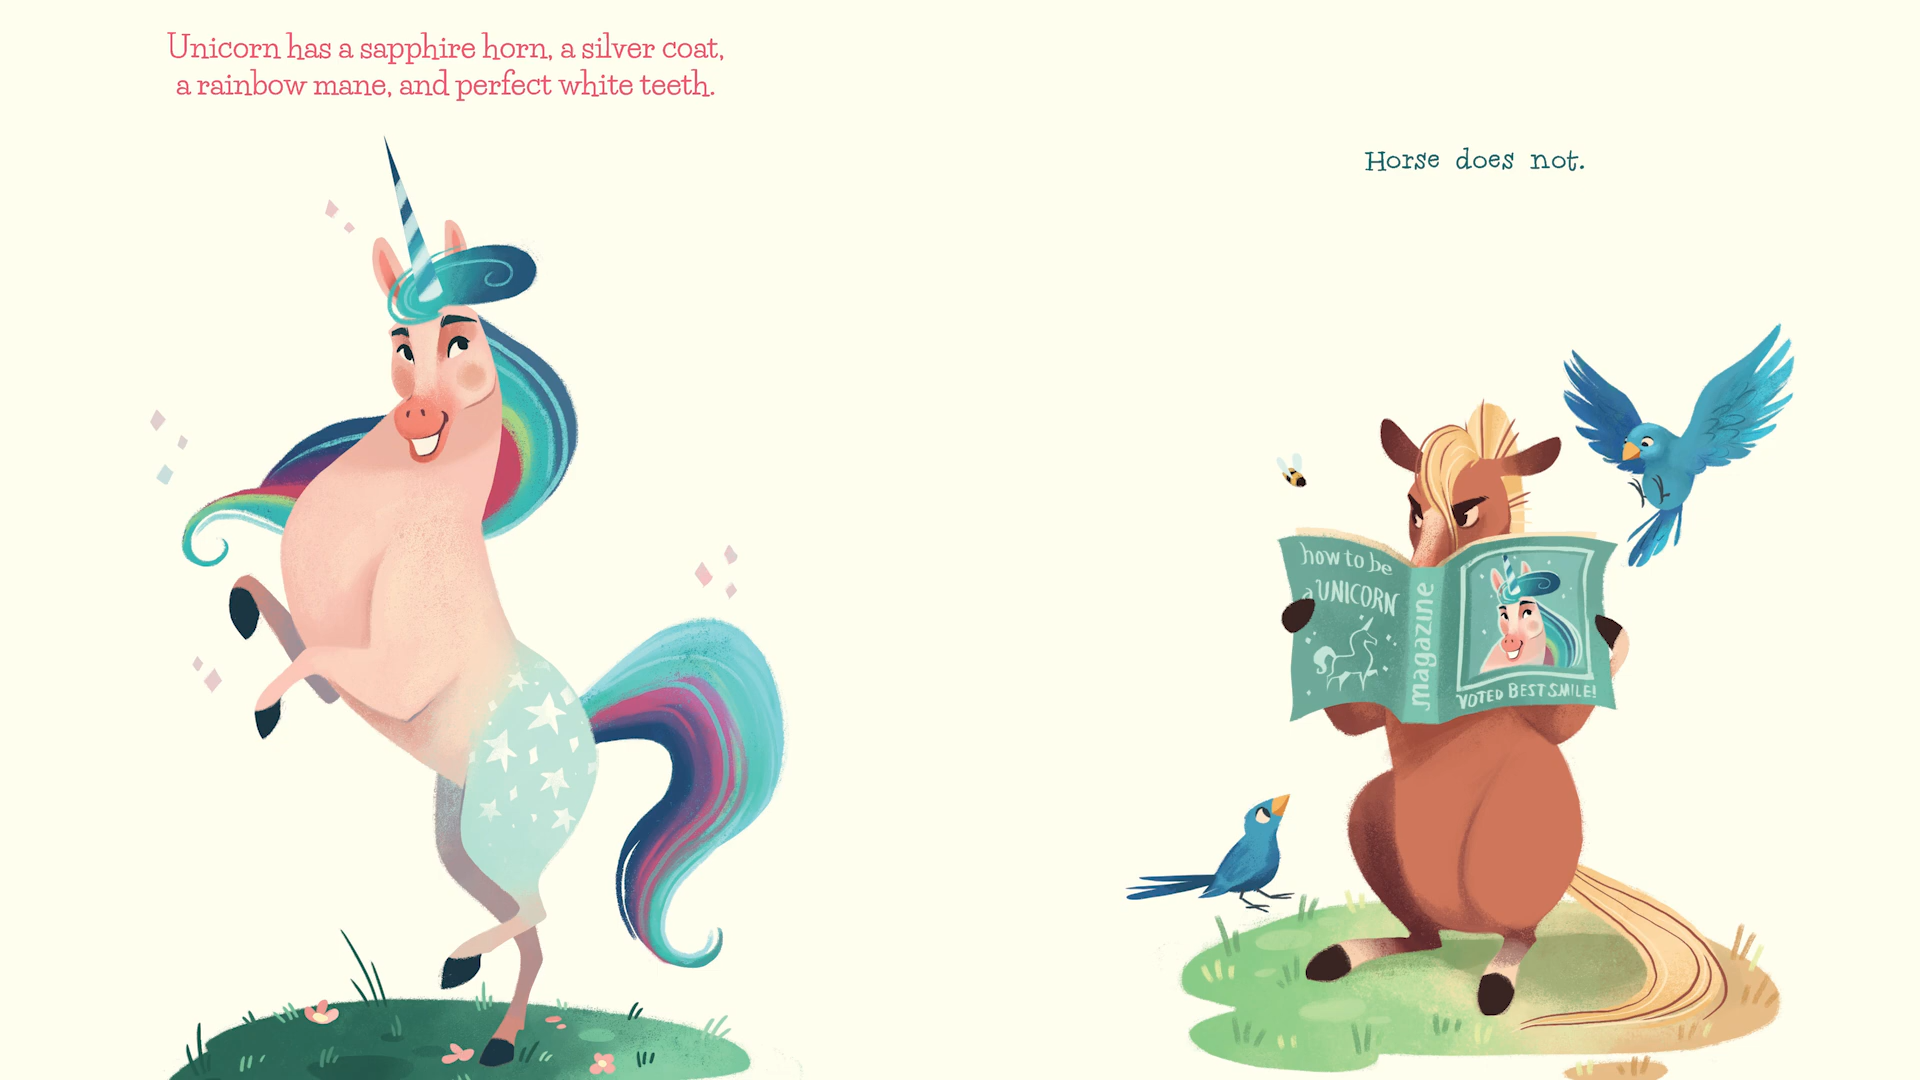 Unicorn has a sapphire horn, a silver coat,
a rainbow mane, and perfect white teeth.
Horse does not.
how to be
a UNICORN
magazine
VOTED BEST SMILE!